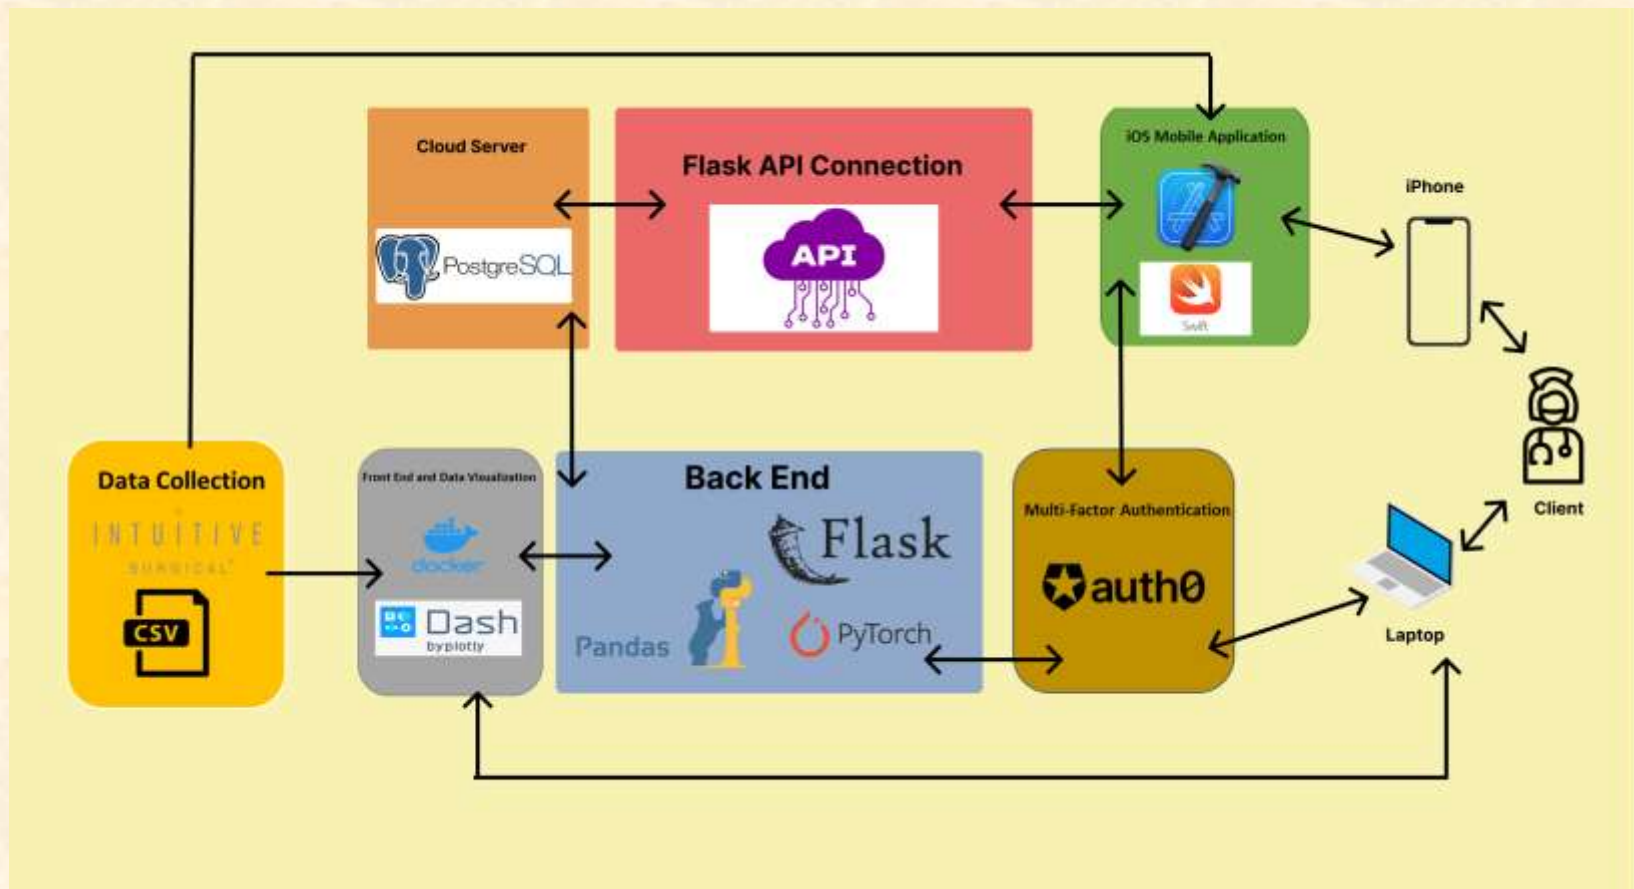 Cloud Server
PostgreSQL
Flask API Connection
API
iOS Mobile Application
Swift
iPhone
Data Collection
INTUITIVE
SURGICAL
CSV
Front End and Data Visualization
docker
Dash
by plotly
Back End
Flask
Pandas
PyTorch
Multi-Factor Authentication
auth0
Client
Laptop